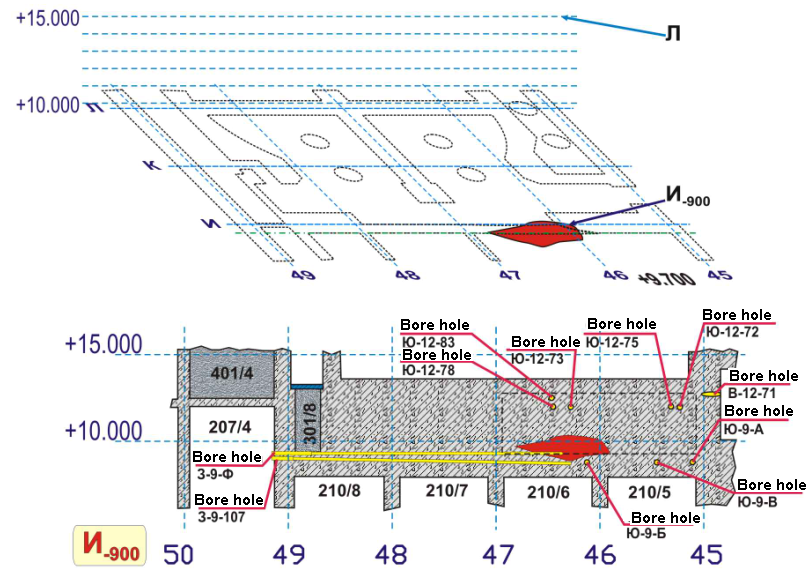 +15.000
Л
+10.000
Л
К
И-900
И
49
48
47
46
+9.700
45
Bore hole
Ю-12-83
Bore hole
Ю-12-78
Bore hole
Ю-12-73
Bore hole
Ю-12-75
Bore hole
Ю-12-72
+15.000
401/4
Bore hole
В-12-71
207/4
301/8
Bore hole
Ю-9-А
+10.000
Bore hole
З-9-Ф
Bore hole
З-9-107
210/8
210/7
210/6
210/5
Bore hole
Ю-9-В
Bore hole
Ю-9-Б
И-900
50
49
48
47
46
45